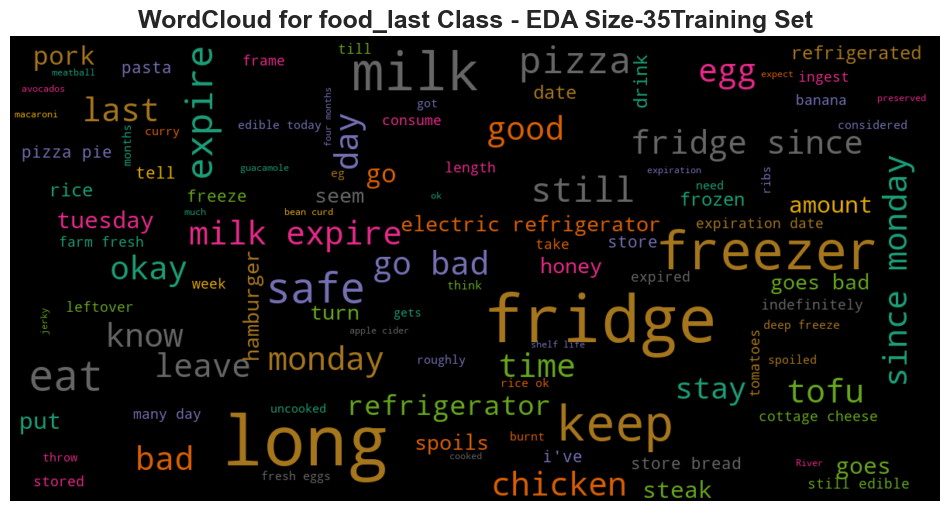 WordCloud for food_last Class - EDA Size-35Training Set
pork
meatball
pasta
frame
till
milk
pizza
drink
egg
expect
refrigerated
ingest
avocados
macaroni
last
months
curry
expire
edible today
four months
day
got
consume
date
good
fridge since
banana
preserved
considered
pizza pie
tell
guacamole
eg
go
length
still
expiration
need
ribs
since monday
rice
freeze
seem
ok
frozen
amount
tuesday
much
bean curd
milk expire
electric refrigerator
take
store
expiration date
farm fresh
okay
week
hamburger
safe
go bad
think
honey
expired
freezer
goes bad
indefinitely
leftover
jerky
know
turn
gets
apple cider
fridge
shelf life
deep freeze
tomatoes
spoiled
eat
leave
monday
roughly
time
rice ok
stay
tofu
put
many day
uncooked
refrigerator
keep
cottage cheese
long
bad
spoils
burnt
cooked
i've
store bread
River
goes
throw
stored
fresh eggs
chicken
steak
still edible